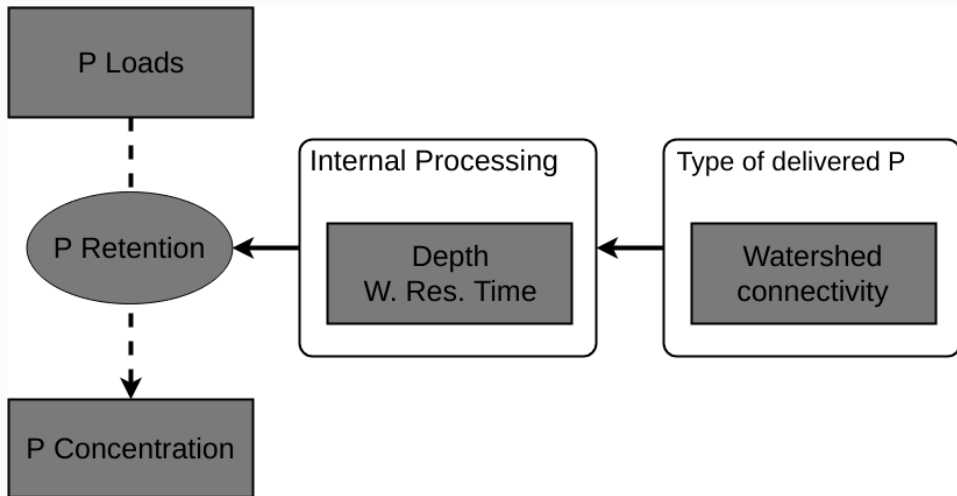 P Loads
Internal Processing
Type of delivered P
P Retention
Depth
W. Res. Time
Watershed
connectivity
P Concentration